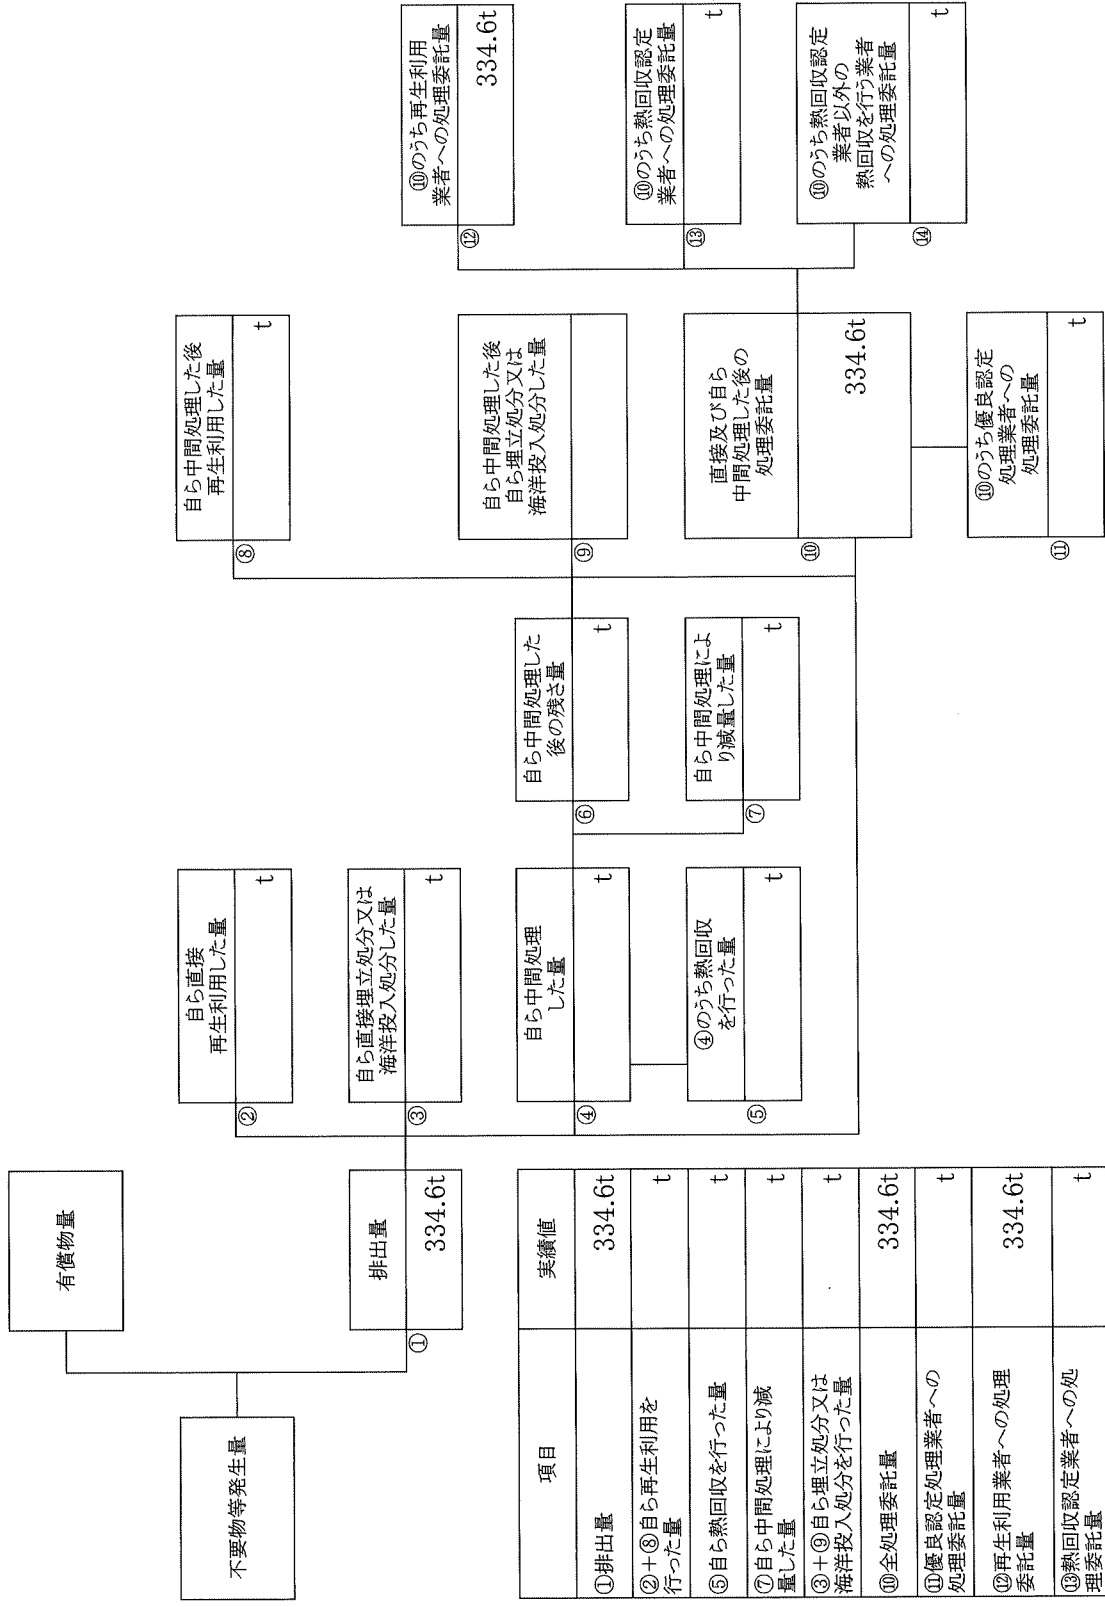 不要物等発生量
有償物量
①
排出量
334.6t
②
自ら直接
再生利用した量
t
③
自ら直接埋立処分又は
海洋投入処分した量
t
④
自ら中間処理
した量
t
⑤
④のうち熱回収
を行った量
t
⑥
自ら中間処理した
後の残さ量
t
⑦
自ら中間処理によ
り減量した量
t
⑧
自ら中間処理した後
再生利用した量
t
⑨
自ら中間処理した後
自ら埋立処分又は
海洋投入処分した量
⑩
直接及び自ら
中間処理した後の
処理委託量
334.6t
⑪
⑩のうち優良認定
処理業者への
処理委託量
t
⑫
⑩のうち再生利用
業者への処理委託量
334.6t
⑬
⑩のうち熱回収認定
業者への処理委託量
t
⑭
⑩のうち熱回収認定
業者以外の
熱回収を行う業者
への処理委託量
t
項目 実績値
①排出量 334.6t
②+⑧自ら再生利用を
行った量 t
⑤自ら熱回収を行った量 t
⑦自ら中間処理により減
量した量 t
③+⑨自ら埋立処分又は
海洋投入処分を行った量 t
⑩全処理委託量 334.6t
⑪優良認定処理業者への
処理委託量 t
⑫再生利用業者への処理
委託量 334.6t
⑬熱回収認定業者への処
理委託量 t